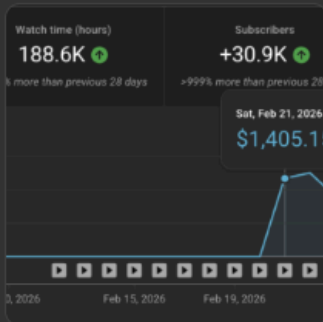 Watch time (hours)
188.6K
% more than previous 28 days
Subscribers
+30.9K
>999% more than previous 28
Sat, Feb 21, 2026
$1,405.1
0, 2026
Feb 15, 2026
Feb 19, 2026